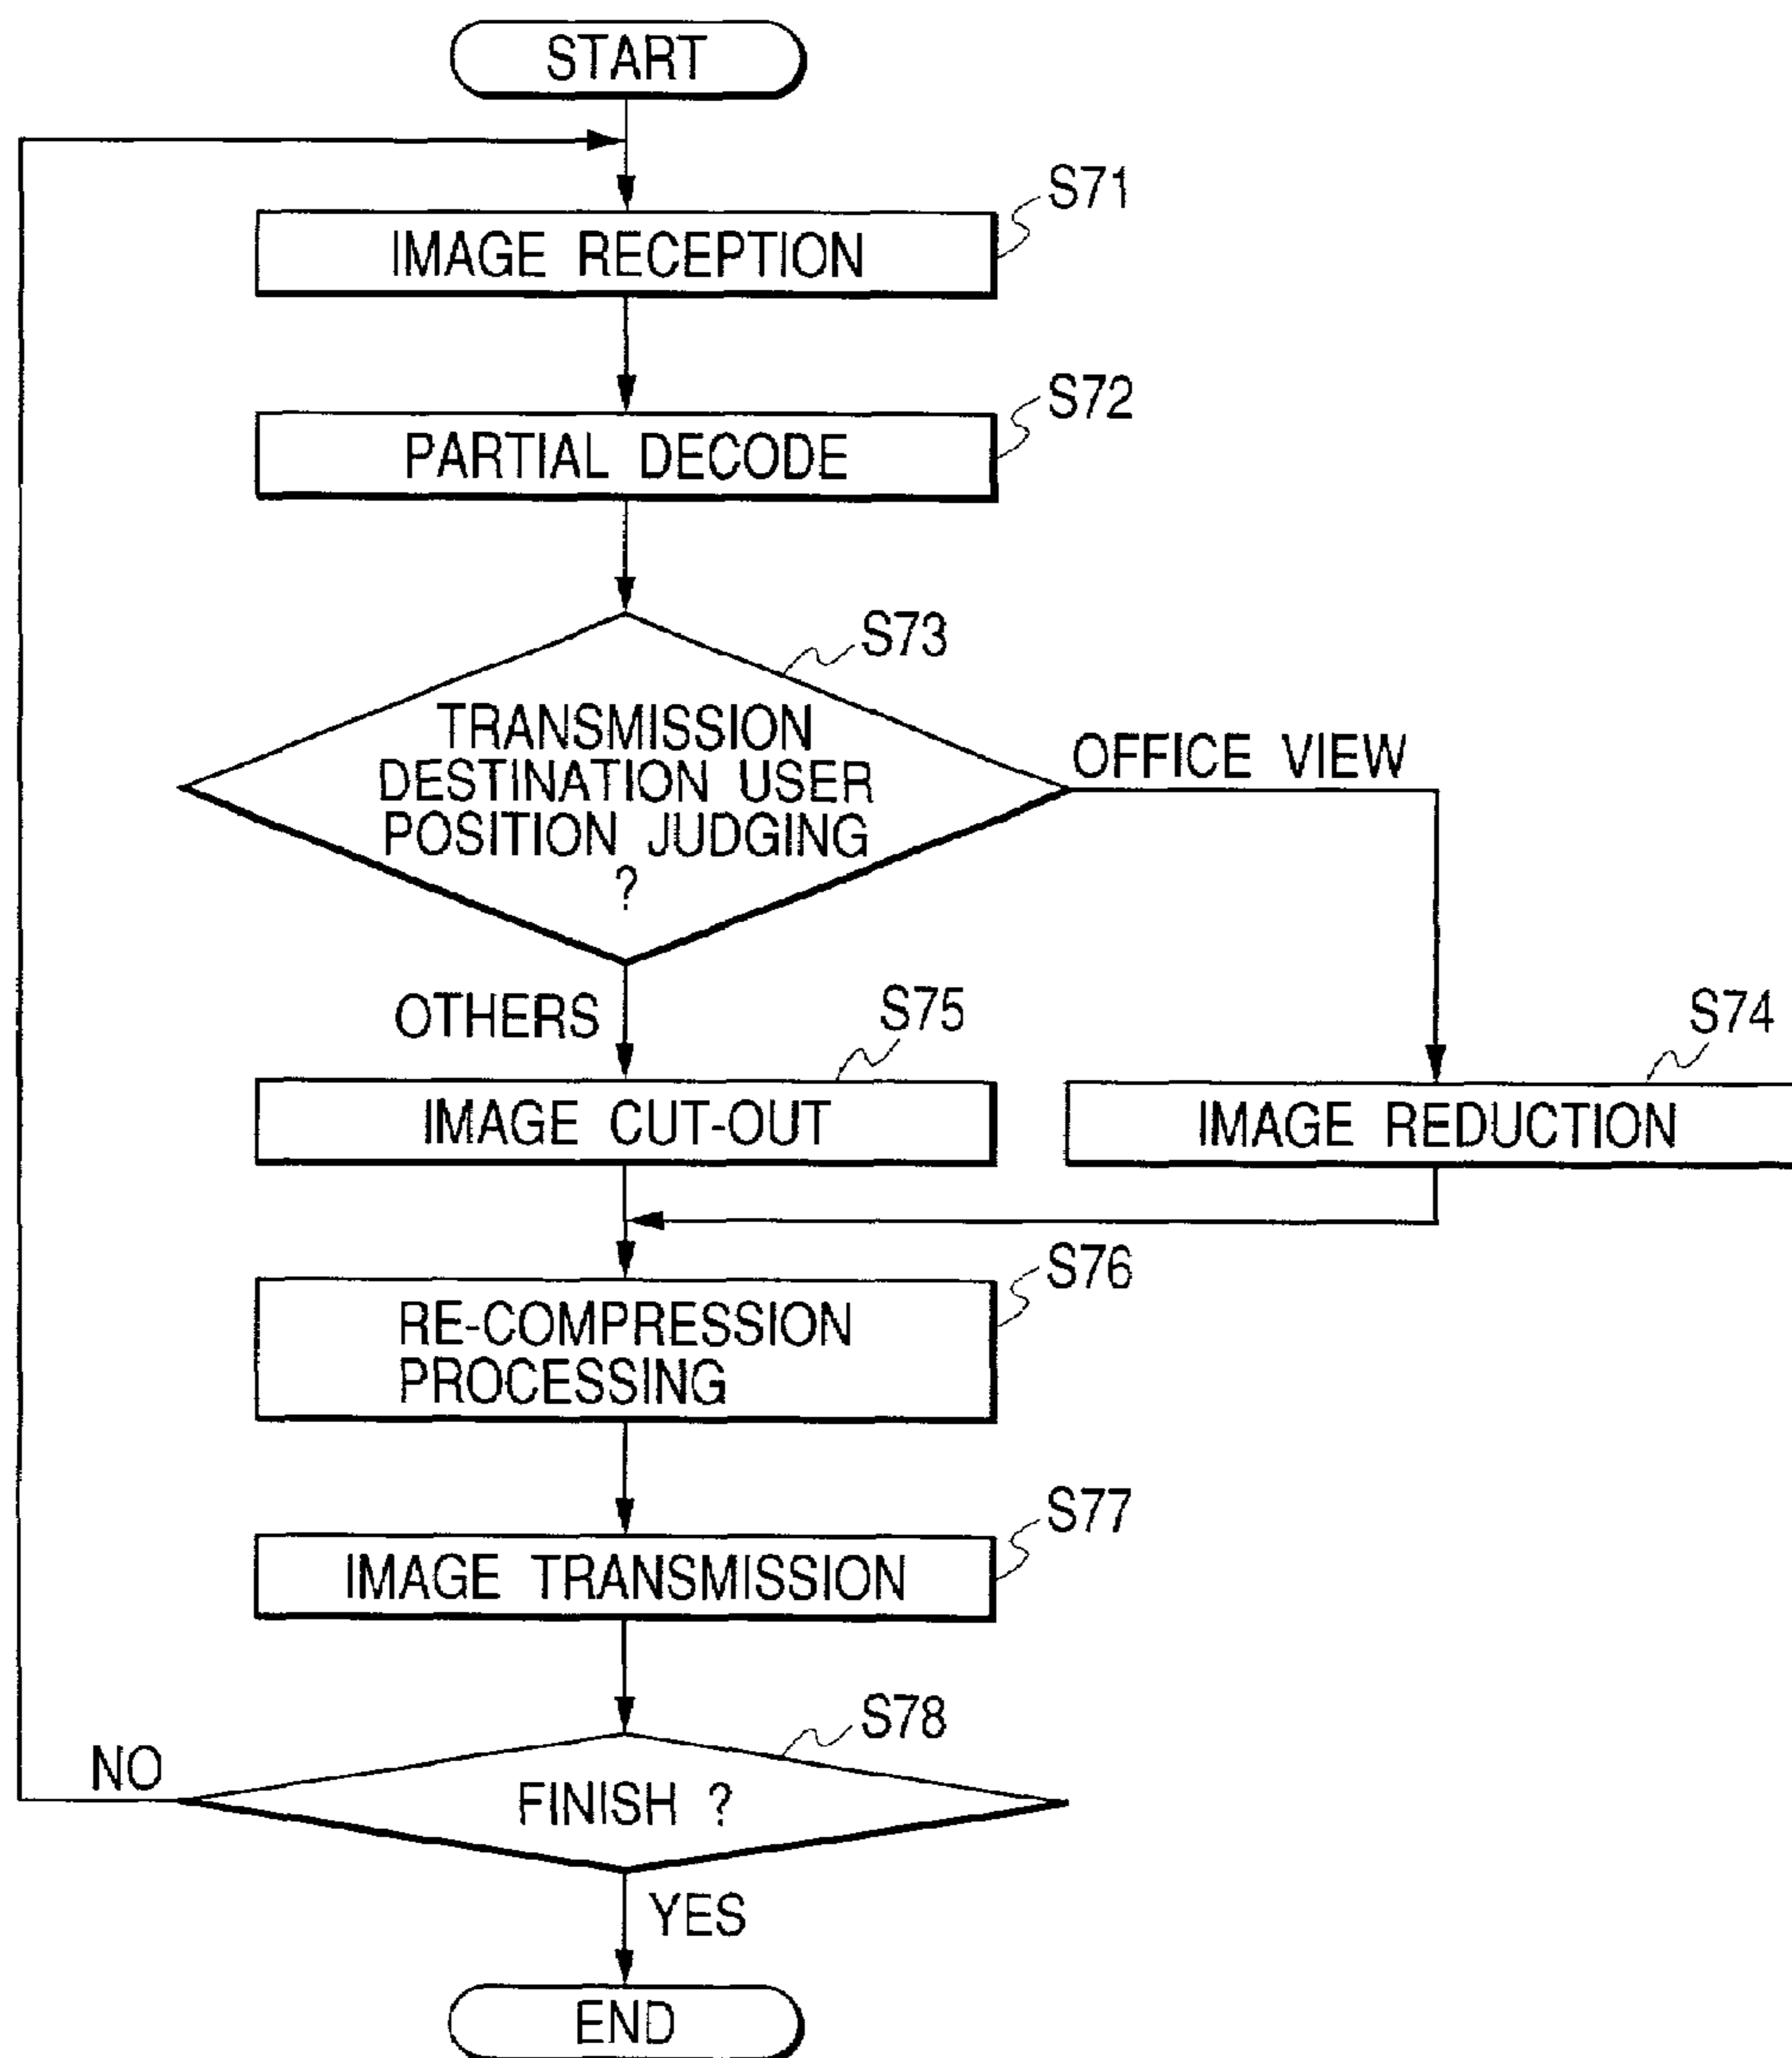 START
S71
IMAGE RECEPTION
S72
PARTIAL DECODE
S73
TRANSMISSION
DESTINATION USER
POSITION JUDGING
?
OFFICE VIEW
OTHERS
S75
S74
IMAGE CUT-OUT
IMAGE REDUCTION
S76
RE-COMPRESSION
PROCESSING
S77
IMAGE TRANSMISSION
S78
NO
FINISH ?
YES
END